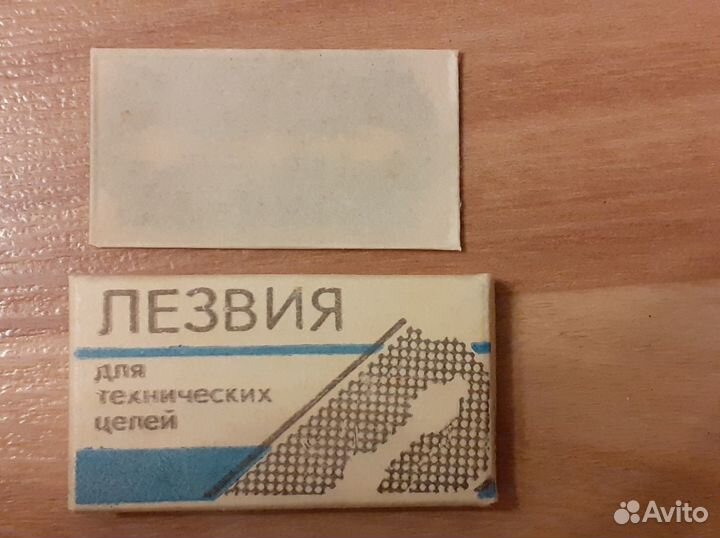 ЛЕЗВИЯ
для
технических
целей
Avito